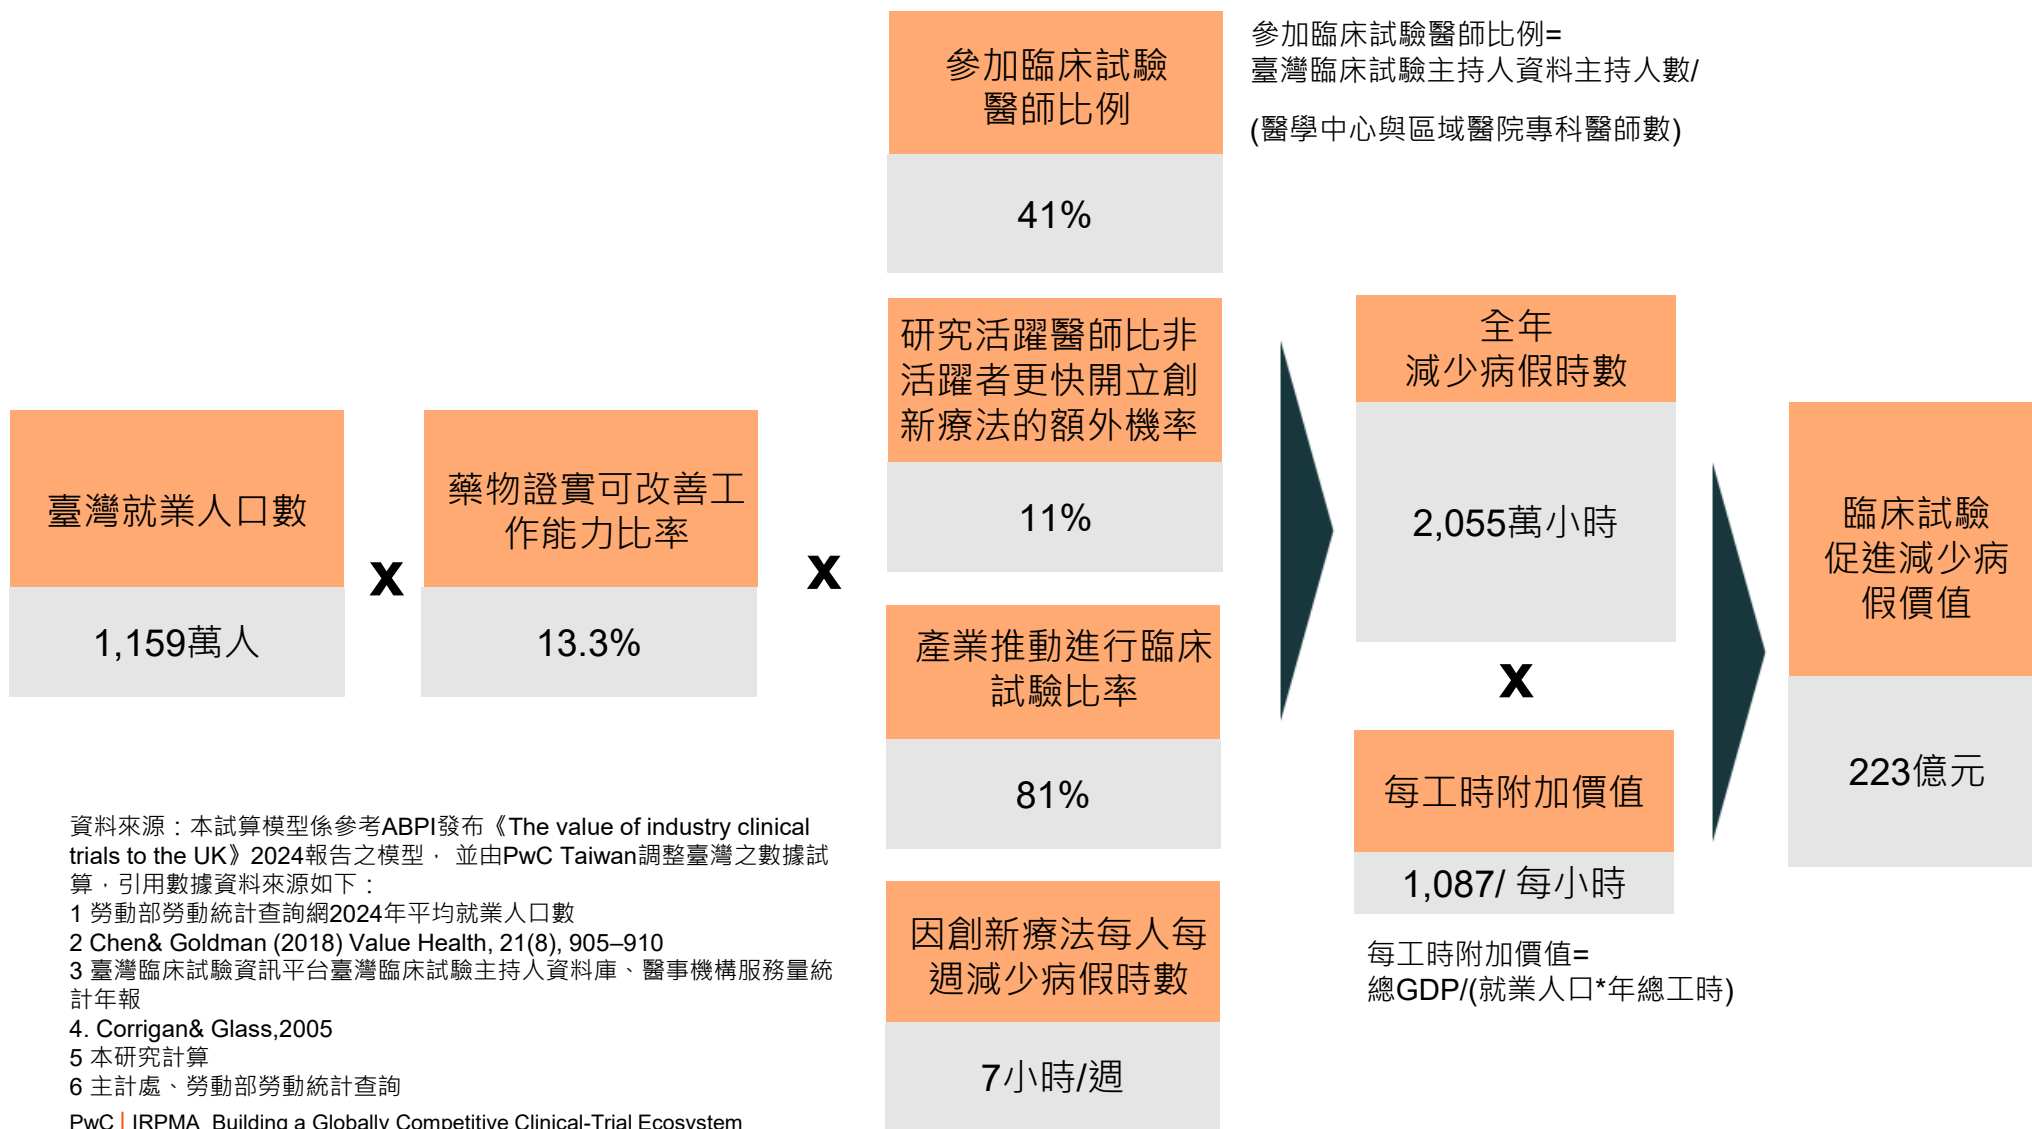 參加臨床試驗
醫師比例
41%
參加臨床試驗醫師比例=
臺灣臨床試驗主持人資料主持人數/
(醫學中心與區域醫院專科醫師數)
臺灣就業人口數
1,159萬人
x
藥物證實可改善工
作能力比率
13.3%
x
研究活躍醫師比非
活躍者更快開立創
新療法的額外機率
11%
產業推動進行臨床
試驗比率
81%
因創新療法每人每
週減少病假時數
7小時/週
全年
減少病假時數
2,055萬小時
x
每工時附加價值
1,087/ 每小時
每工時附加價值=
總GDP/(就業人口*年總工時)
臨床試驗
促進減少病
假價值
223億元
資料來源：本試算模型係參考ABPI發布《The value of industry clinical
trials to the UK》2024報告之模型， 並由PwC Taiwan調整臺灣之數據試
算，引用數據資料來源如下：
1 勞動部勞動統計查詢網2024年平均就業人口數
2 Chen& Goldman (2018) Value Health, 21(8), 905–910
3 臺灣臨床試驗資訊平台臺灣臨床試驗主持人資料庫、醫事機構服務量統
計年報
4. Corrigan& Glass,2005
5 本研究計算
6 主計處、勞動部勞動統計查詢
PwC | IRPMA Building a Globally Competitive Clinical-Trial Ecosystem